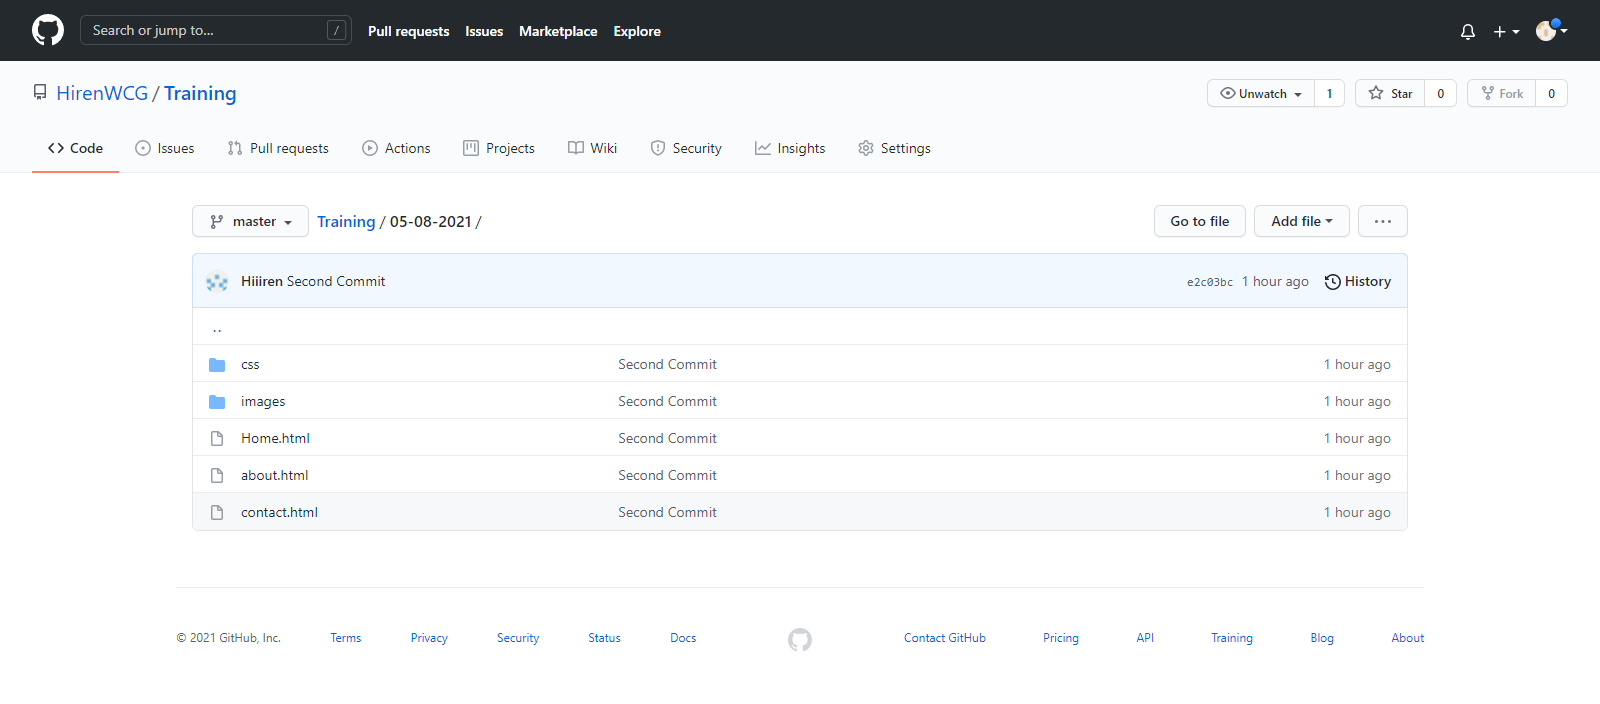 Search or jump to... / Pull requests Issues Marketplace Explore
HirenWCG / Training Unwatch 1 Star 0 Fork 0
Code Issues Pull requests Actions Projects Wiki Security Insights Settings
master Training / 05-08-2021 / Go to file Add file ...
Hiiiren Second Commit e2c03bc 1 hour ago History
..
css Second Commit 1 hour ago
images Second Commit 1 hour ago
Home.html Second Commit 1 hour ago
about.html Second Commit 1 hour ago
contact.html Second Commit 1 hour ago
© 2021 GitHub, Inc. Terms Privacy Security Status Docs Contact GitHub Pricing API Training Blog About